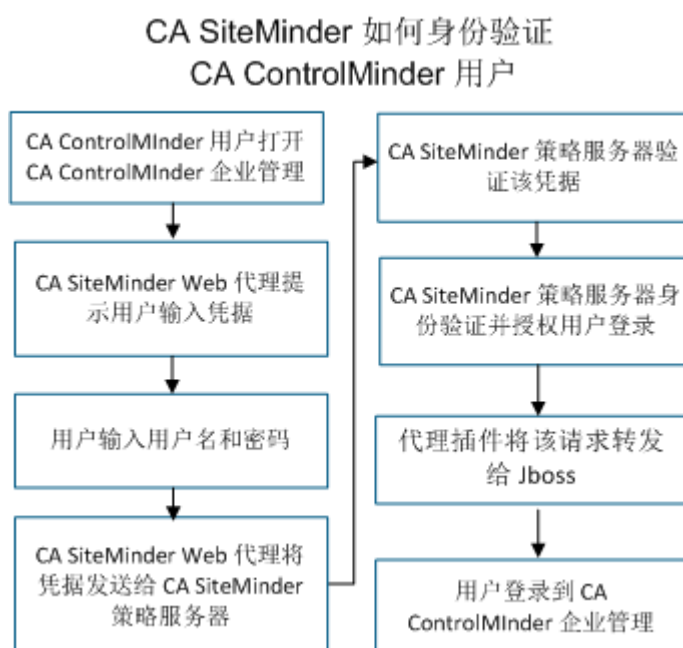 CA SiteMinder 如何身份验证
CA ControlMinder 用户
CA ControlMInder 用户打开
CA ControlMinder 企业管理
CA SiteMinder Web 代理提
示用户输入凭据
用户输入用户名和密码
CA SiteMinder Web 代理将
凭据发送给 CA SiteMinder
策略服务器
CA SiteMinder 策略服务器验
证该凭据
CA SiteMinder 策略服务器身
份验证并授权用户登录
代理插件将该请求转发
给 Jboss
用户登录到 CA
ControlMInder 企业管理